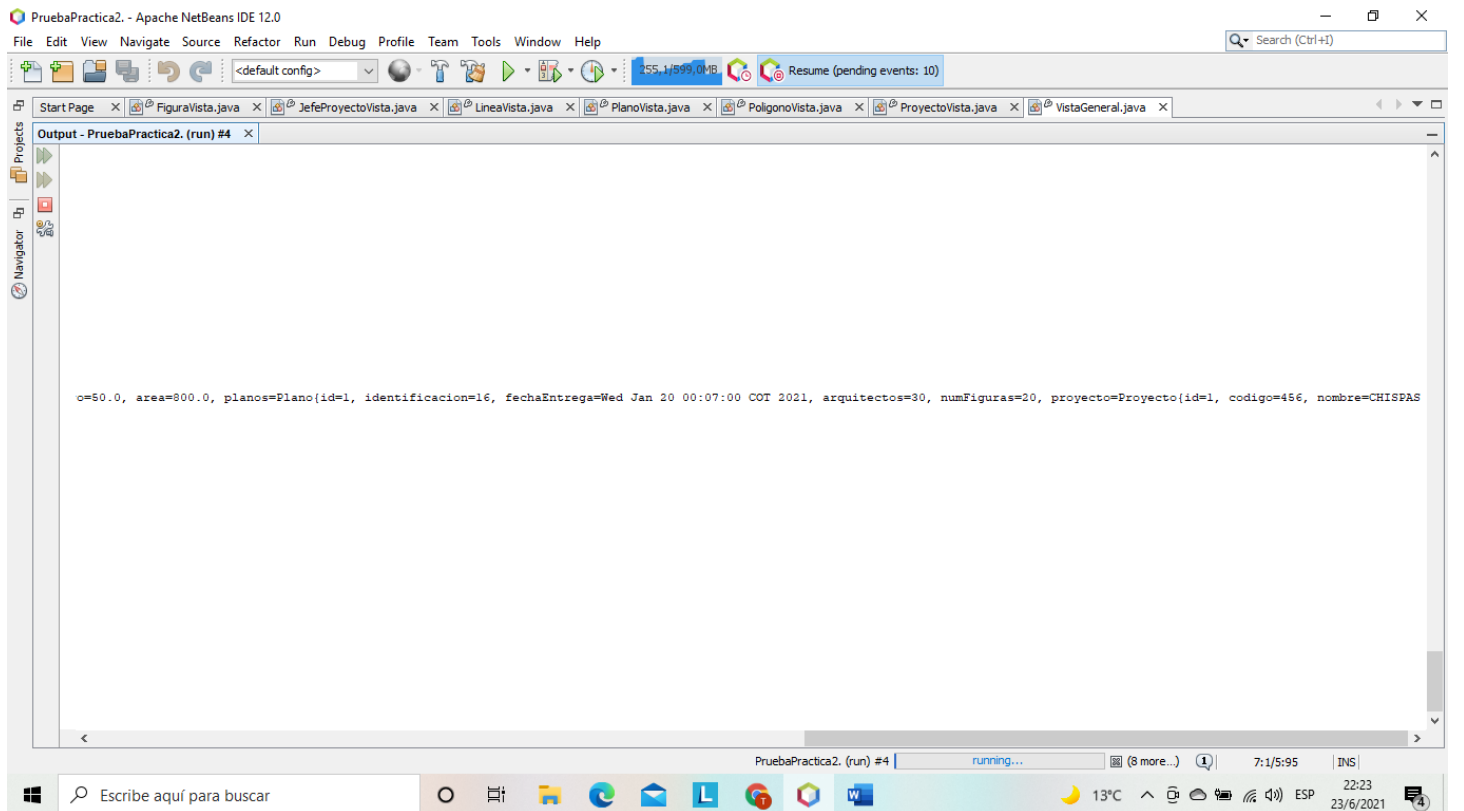 PruebaPractica2. - Apache NetBeans IDE 12.0
File Edit View Navigate Source Refactor Run Debug Profile Team Tools Window Help
Search (Ctrl+I)
<default config>
255,1/599,0MB
Resume (pending events: 10)
Start Page
FiguraVista.java
JefeProyectoVista.java
LineaVista.java
PlanoVista.java
PoligonoVista.java
ProyectoVista.java
VistaGeneral.java
Projects
Navigator
Output - PruebaPractica2. (run) #4
o=50.0, area=800.0, planos=Plano{id=1, identificacion=16, fechaEntrega=Wed Jan 20 00:07:00 COT 2021, arquitectos=30, numFiguras=20, proyecto=Proyecto{id=1, codigo=456, nombre=CHISPAS
PruebaPractica2. (run) #4
running...
(8 more...)
1
7:1/5:95
INS
Escribe aquí para buscar
L
T
W
13°C
ESP
22:23
23/6/2021
4